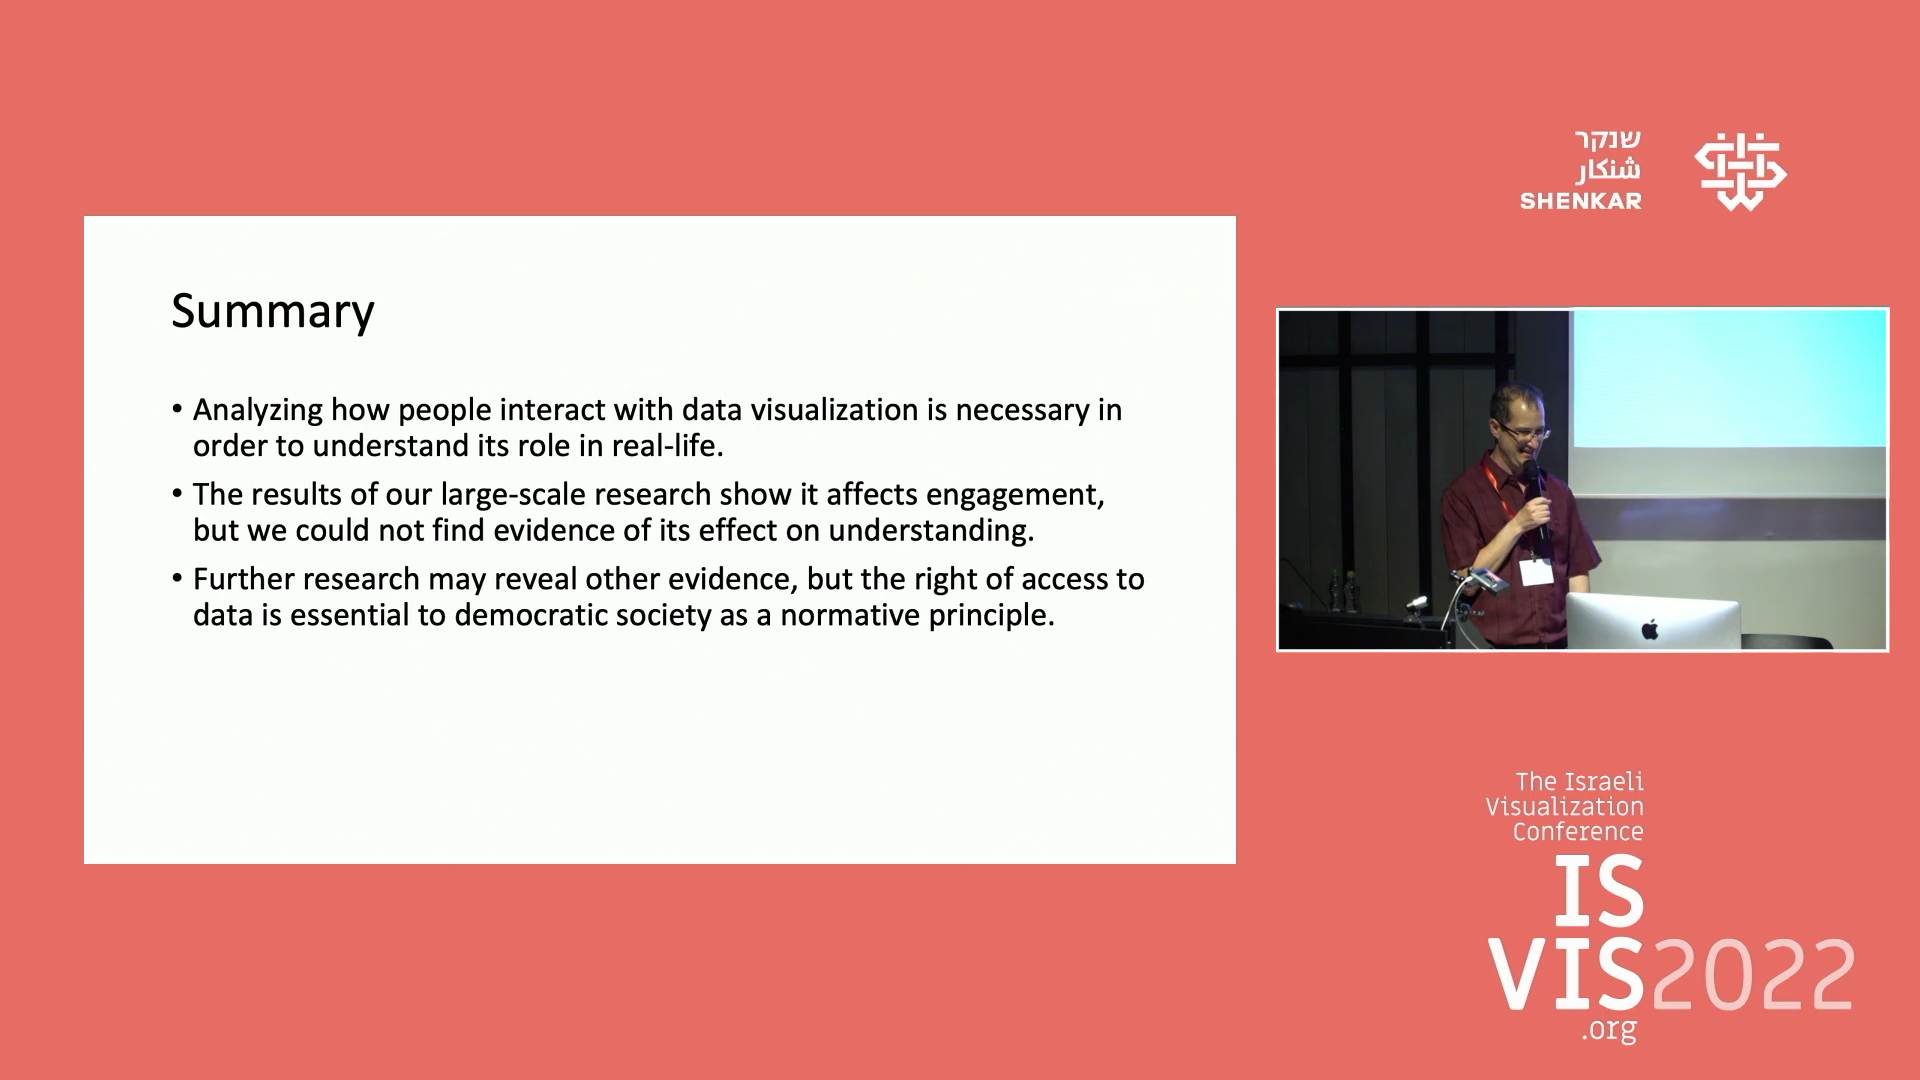 שנקר
شنكار
SHENKAR
Summary
• Analyzing how people interact with data visualization is necessary in
order to understand its role in real-life.
• The results of our large-scale research show it affects engagement,
but we could not find evidence of its effect on understanding.
• Further research may reveal other evidence, but the right of access to
data is essential to democratic society as a normative principle.
The Israeli
Visualization
Conference
IS
VIS2022
.org